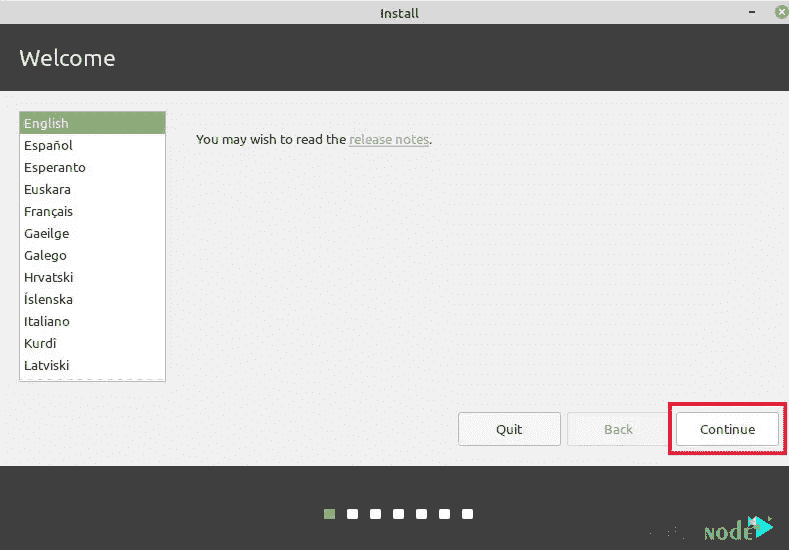 Install
Welcome
English
Español
Esperanto
Euskara
Français
Gaeilge
Galego
Hrvatski
Íslenska
Italiano
Kurdî
Latviski
You may wish to read the release notes.
Quit
Back
Continue
NODE